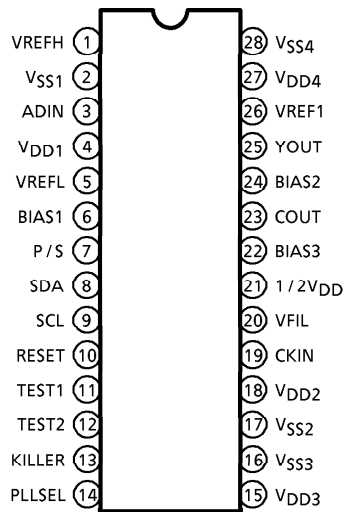 VREFH 1 28 VSS4
VSS1 2 27 VDD4
ADIN 3 26 VREF1
VDD1 4 25 YOUT
VREFL 5 24 BIAS2
BIAS1 6 23 COUT
P/S 7 22 BIAS3
SDA 8 21 1/2VDD
SCL 9 20 VFIL
RESET 10 19 CKIN
TEST1 11 18 VDD2
TEST2 12 17 VSS2
KILLER 13 16 VSS3
PLLSEL 14 15 VDD3